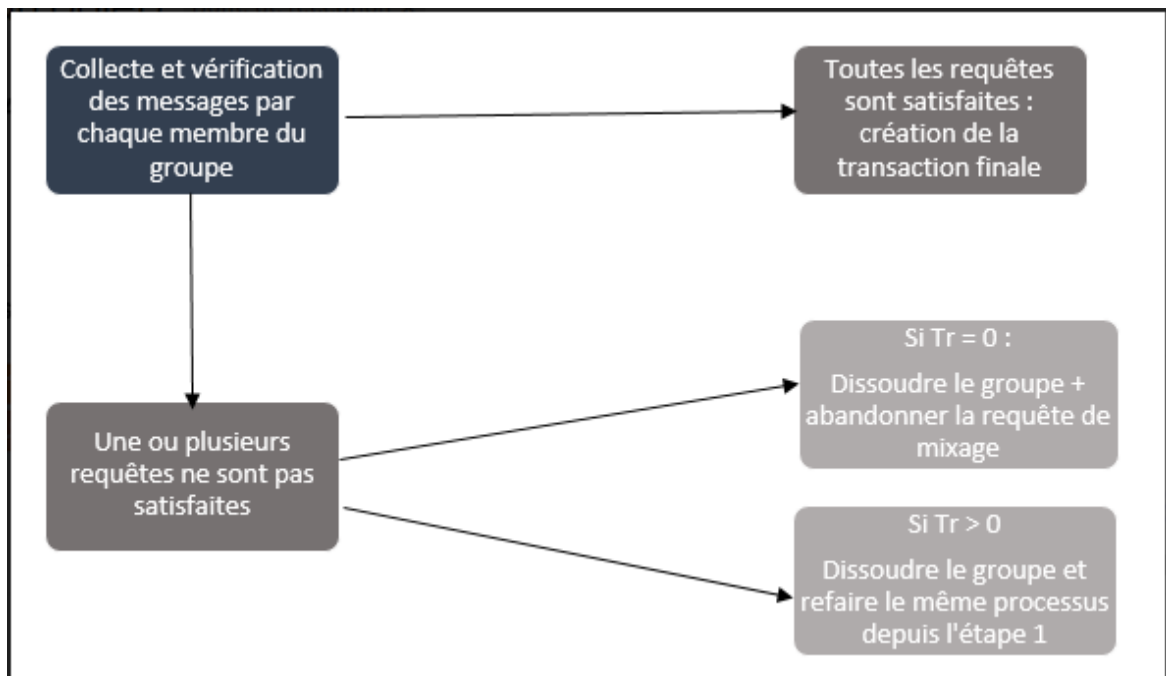 Collecte et vérification
des messages par
chaque membre du
groupe
Toutes les requêtes
sont satisfaites :
création de la
transaction finale
Une ou plusieurs
requêtes ne sont pas
satisfaites
Si Tr = 0 :
Dissoudre le groupe +
abandonner la requête de
mixage
Si Tr > 0
Dissoudre le groupe et
refaire le même processus
depuis l'étape 1